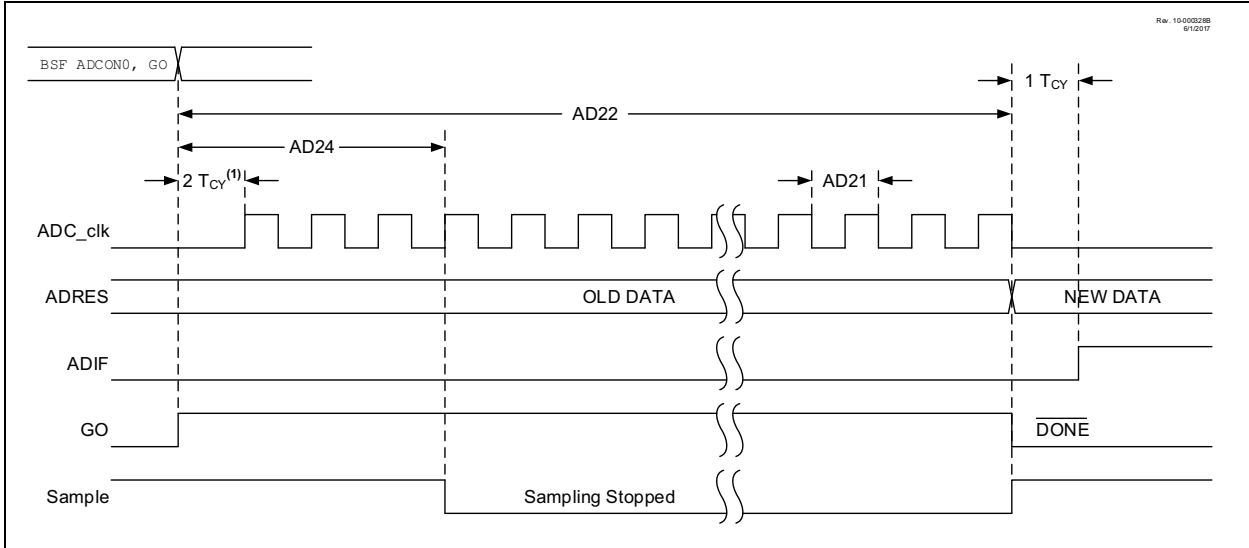 Rev. 10-000328B
6/1/2017
BSF ADCON0, GO
1 TCY
AD22
AD24
2 TCY(1)
AD21
ADC_clk
ADRES
OLD DATA
NEW DATA
ADIF
GO
DONE
Sample
Sampling Stopped